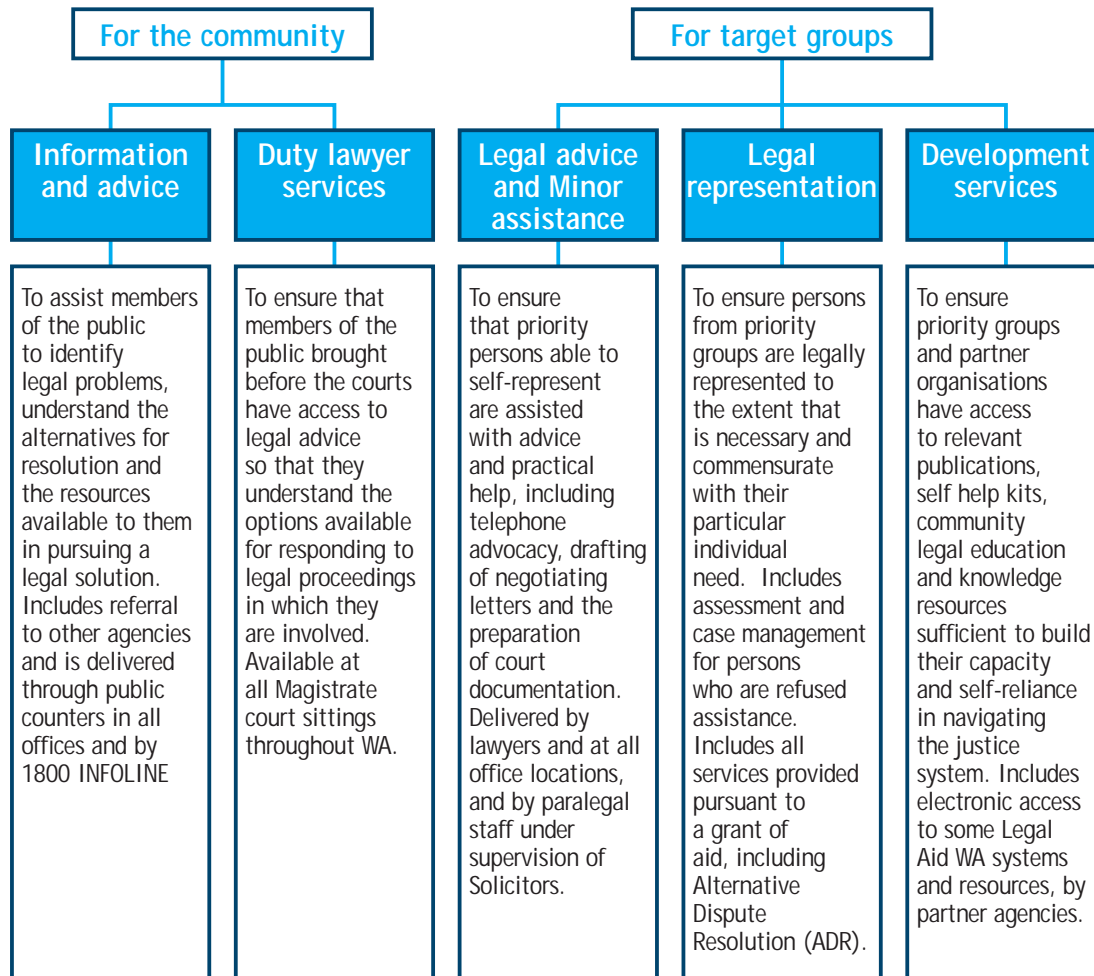 For the community
For target groups
Information
and advice
Duty lawyer
services
Legal advice
and Minor
assistance
Legal
representation
Development
services
To assist members
of the public
to identify
legal problems,
understand the
alternatives for
resolution and
the resources
available to them
in pursuing a
legal solution.
Includes referral
to other agencies
and is delivered
through public
counters in all
offices and by
1800 INFOLINE
To ensure that
members of the
public brought
before the courts
have access to
legal advice
so that they
understand the
options available
for responding to
legal proceedings
in which they
are involved.
Available at
all Magistrate
court sittings
throughout WA.
To ensure
that priority
persons able to
self-represent
are assisted
with advice
and practical
help, including
telephone
advocacy, drafting
of negotiating
letters and the
preparation
of court
documentation.
Delivered by
lawyers and at all
office locations,
and by paralegal
staff under
supervision of
Solicitors.
To ensure persons
from priority
groups are legally
represented to
the extent that
is necessary and
commensurate
with their
particular
individual
need. Includes
assessment and
case management
for persons
who are refused
assistance.
Includes all
services provided
pursuant to
a grant of
aid, including
Alternative
Dispute
Resolution (ADR).
To ensure
priority groups
and partner
organisations
have access
to relevant
publications,
self help kits,
community
legal education
and knowledge
resources
sufficient to build
their capacity
and self-reliance
in navigating
the justice
system. Includes
electronic access
to some Legal
Aid WA systems
and resources, by
partner agencies.